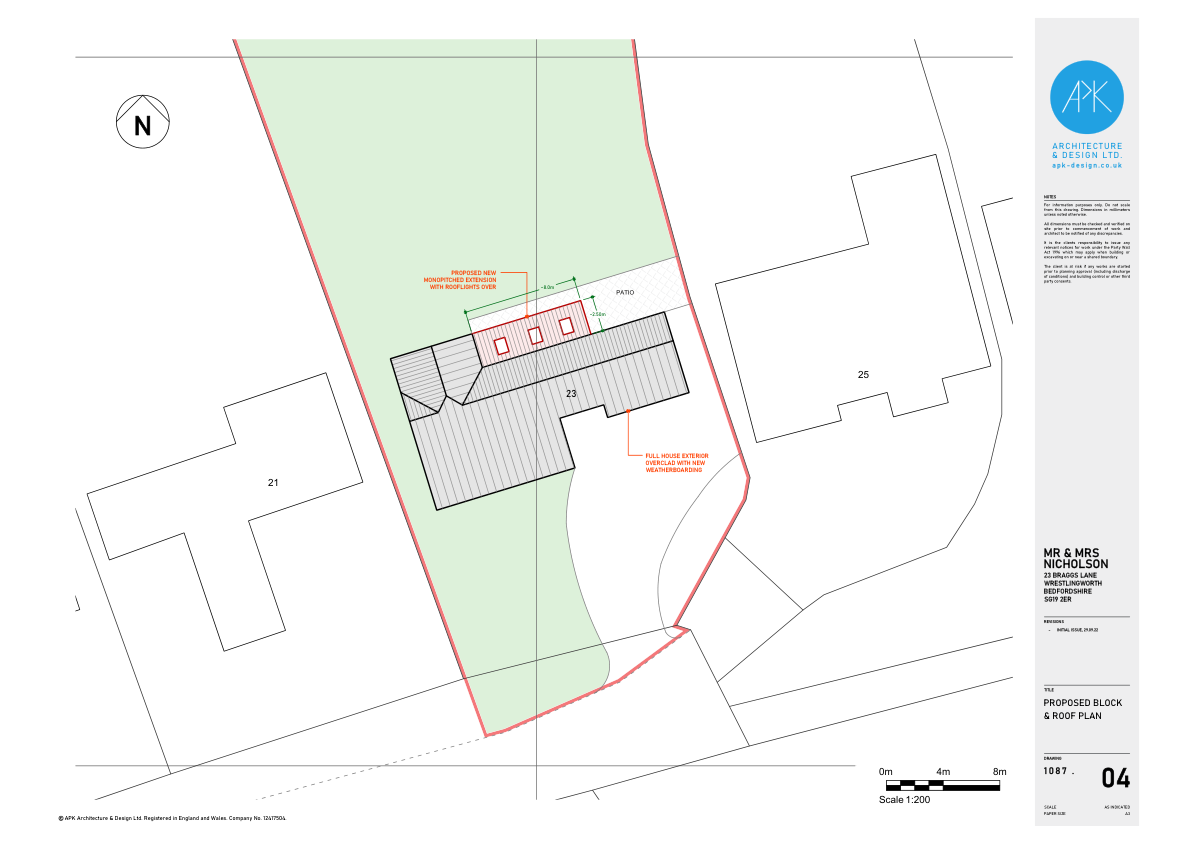 N
PROPOSED NEW
MONOPITCHED EXTENSION
WITH ROOFLIGHTS OVER
~8.0m
~2.50m
PATIO
23
25
21
FULL HOUSE EXTERIOR
OVERCLAD WITH NEW
WEATHERBOARDING
0m 4m 8m
Scale 1:200
© APK Architecture & Design Ltd. Registered in England and Wales. Company No. 12417504.
APK
ARCHITECTURE
& DESIGN LTD.
apk-design.co.uk
NOTES
For information purposes only. Do not scale
from this drawing. Dimensions in millimeters
unless noted otherwise.
All dimensions must be checked and verified on
site prior to commencement of work and
architect to be notified of any discrepancies.
It is the clients responsibility to issue any
relevant notices for work under the Party Wall
Act 1996 which may apply when building or
excavating on or near a shared boundary.
The client is at risk if any works are started
prior to planning approval (including discharge
of conditions) and building control or other third
party consents.
MR & MRS
NICHOLSON
23 BRAGGS LANE
WRESTLINGWORTH
BEDFORDSHIRE
SG19 2ER
REVISIONS
- INITIAL ISSUE, 29.09.22
TITLE
PROPOSED BLOCK
& ROOF PLAN
DRAWING
1087 . 04
SCALE AS INDICATED
PAPER SIZE A3